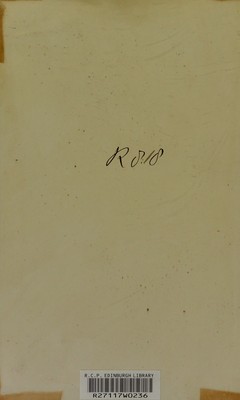 R 818
R.C.P. EDINBURGH LIBRARY
R27117W0236